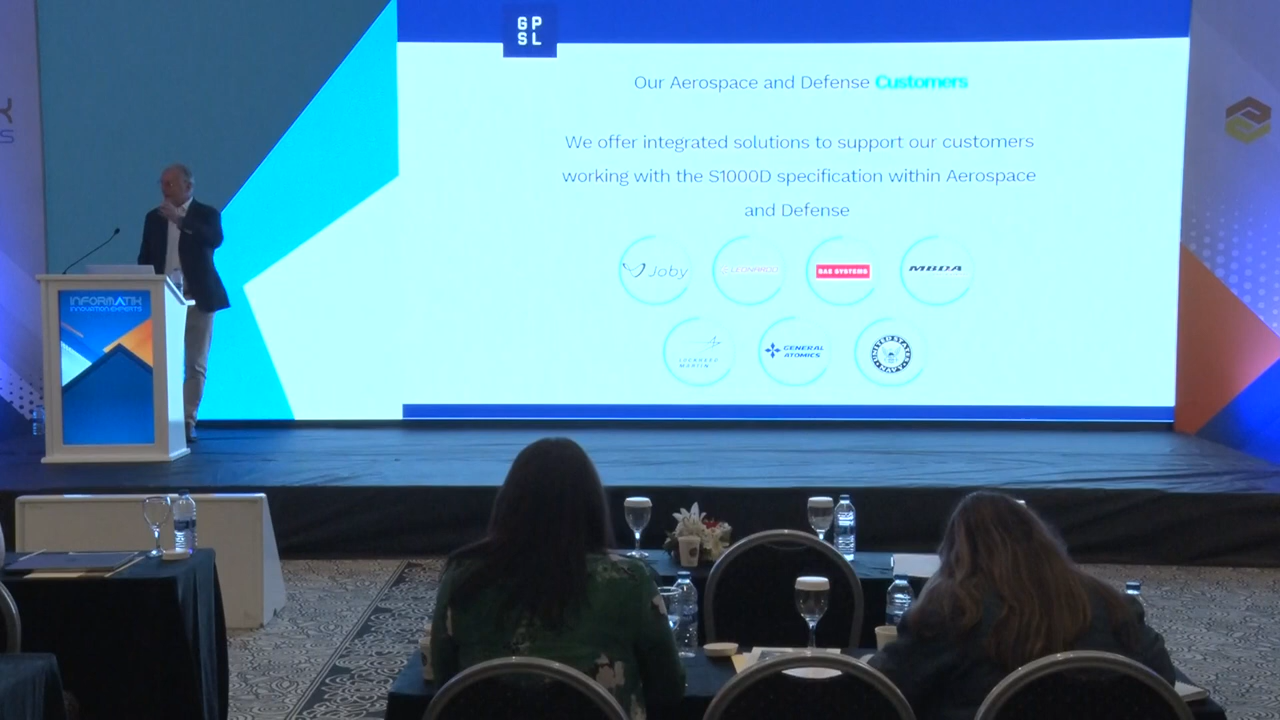 GP
SL
Our Aerospace and Defense Customers
We offer integrated solutions to support our customers
working with the S1000D specification within Aerospace
and Defense
Joby
LEONARDO
BAE SYSTEMS
MBDA
LOCKHEED
MARTIN
GENERAL
ATOMICS
UNITED STATES
NAVY
INFORMATIK
INNOVATION EXPERTS